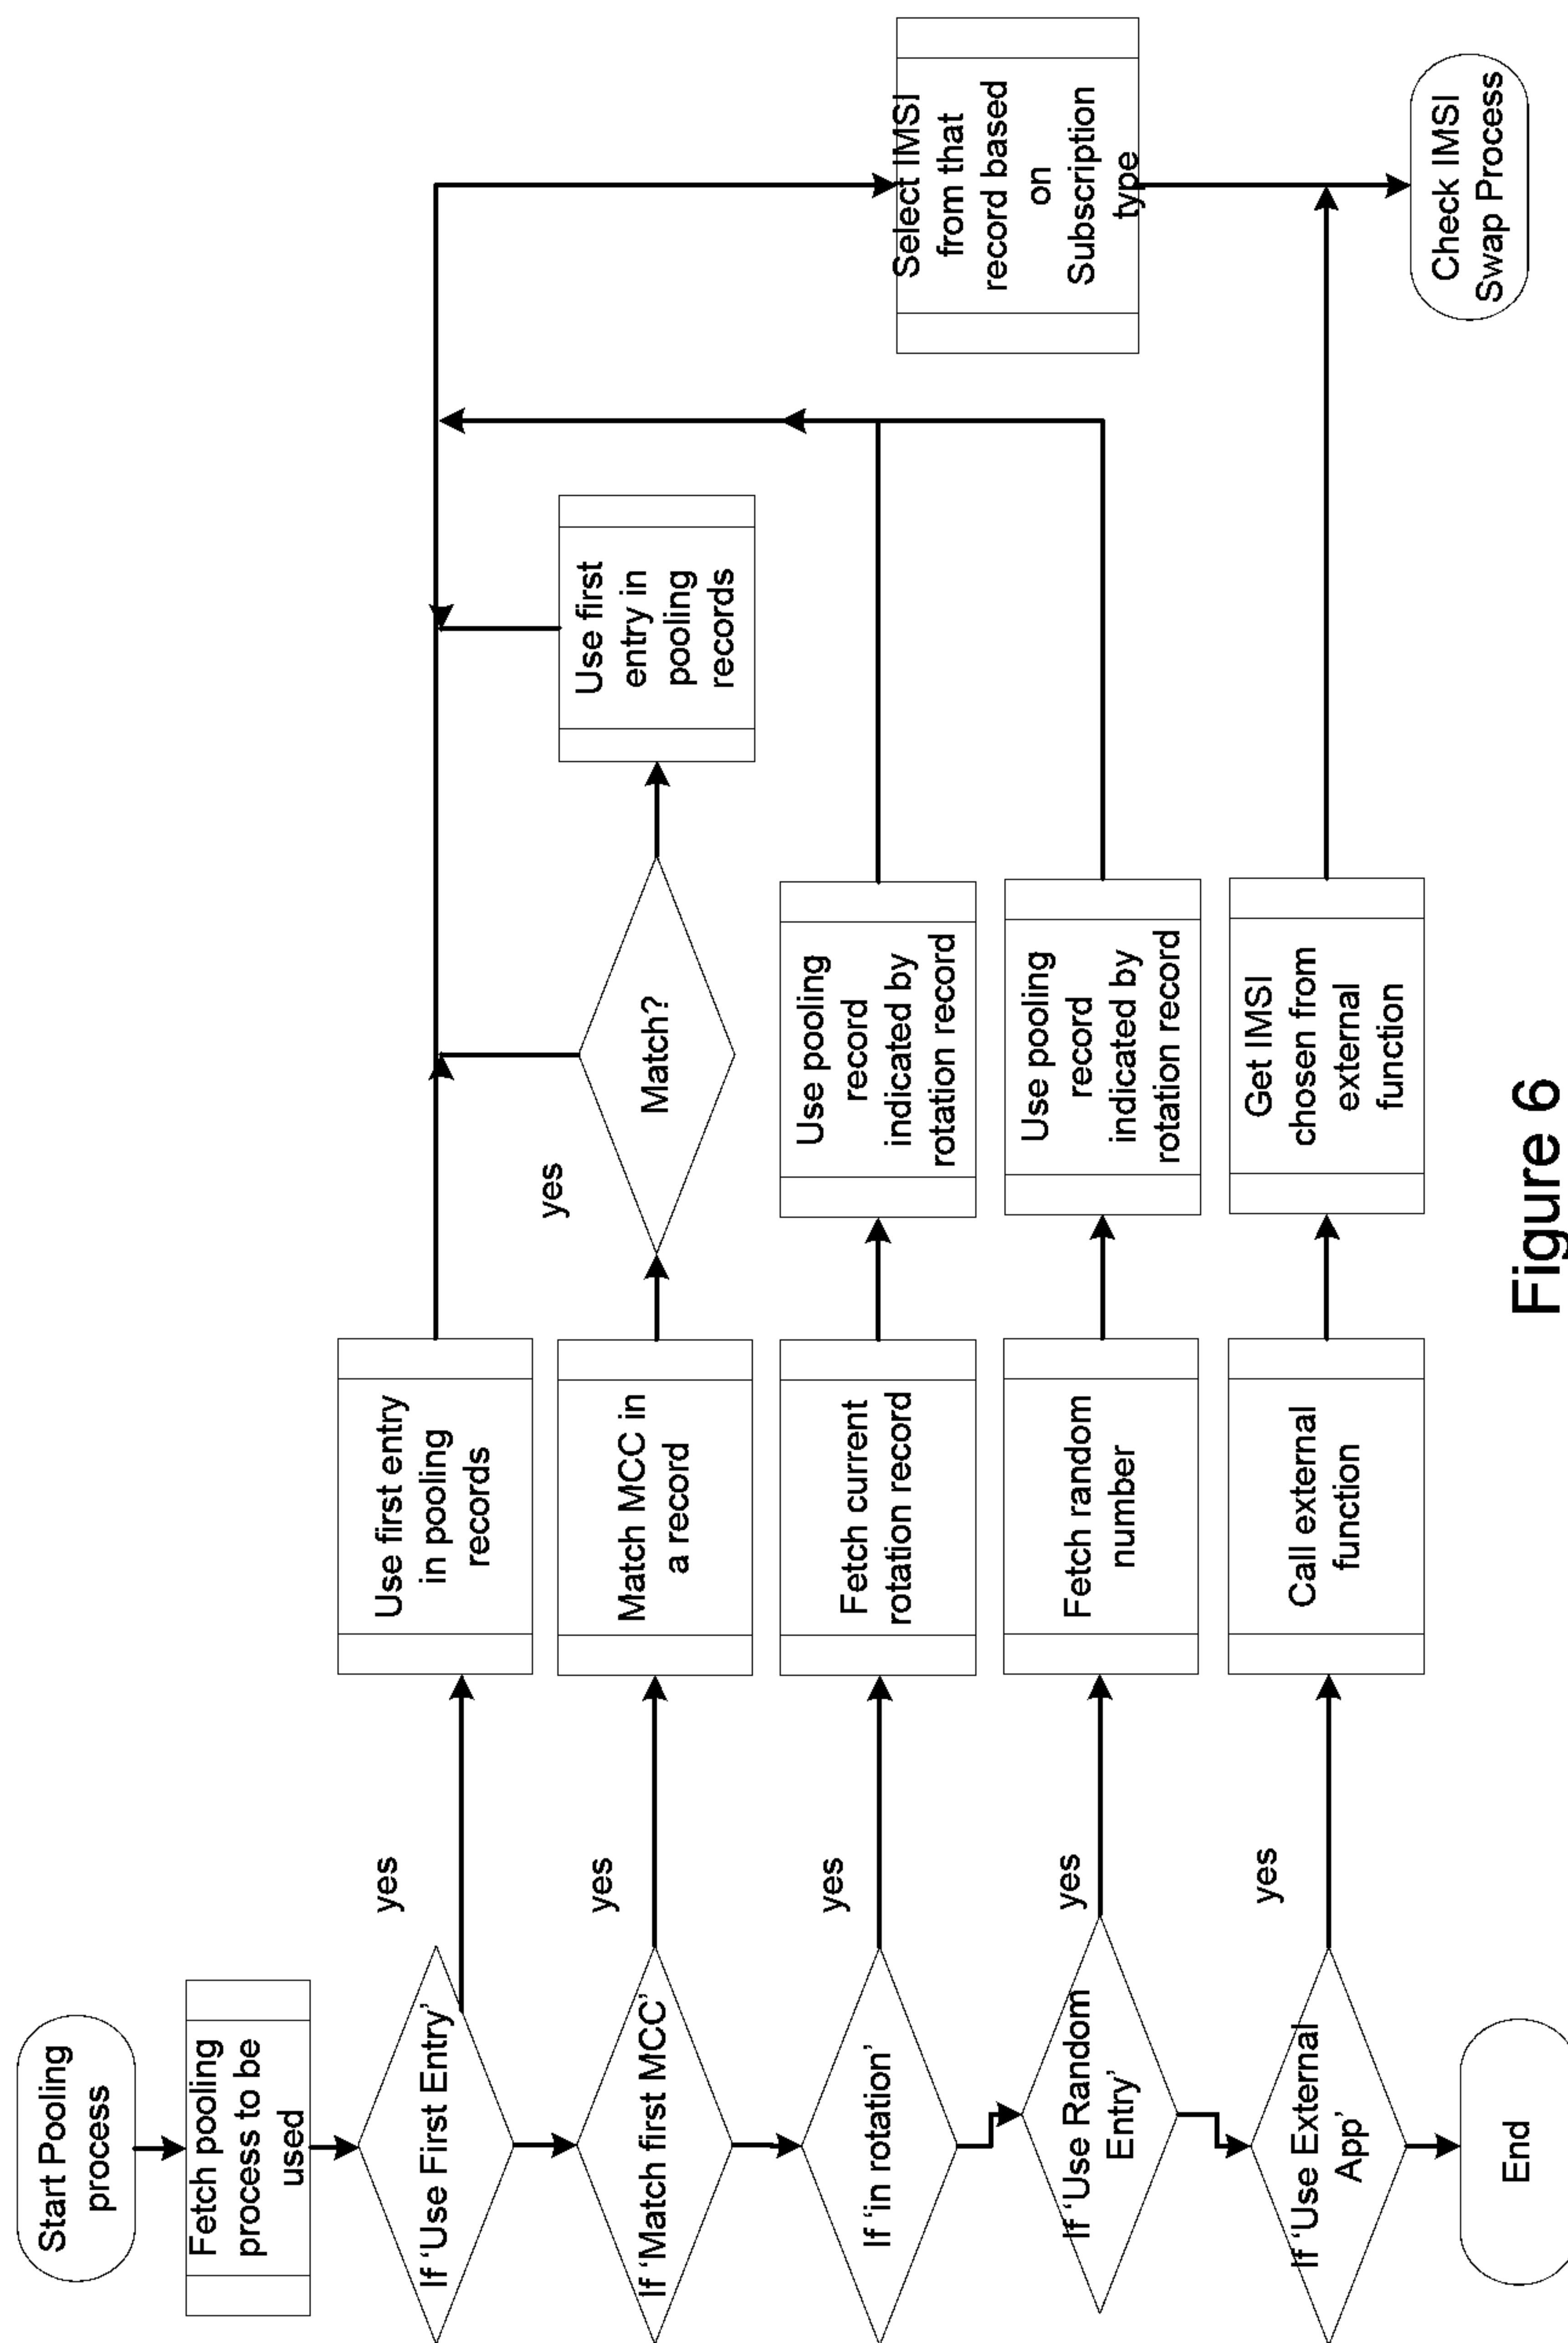 Start Pooling
process
Fetch pooling
process to be
used
If 'Use First Entry'
yes
Use first entry
in pooling
records
If 'Match first MCC'
yes
Match MCC in
a record
Match?
yes
Use first
entry in
pooling
records
If 'in rotation'
yes
Fetch current
rotation record
Use pooling
record
indicated by
rotation record
If 'Use Random
Entry'
yes
Fetch random
number
Use pooling
record
indicated by
rotation record
If 'Use External
App'
yes
Call external
function
Get IMSI
chosen from
external
function
End
Select IMSI
from that
record based
on
Subscription
type
Check IMSI
Swap Process
Figure 6